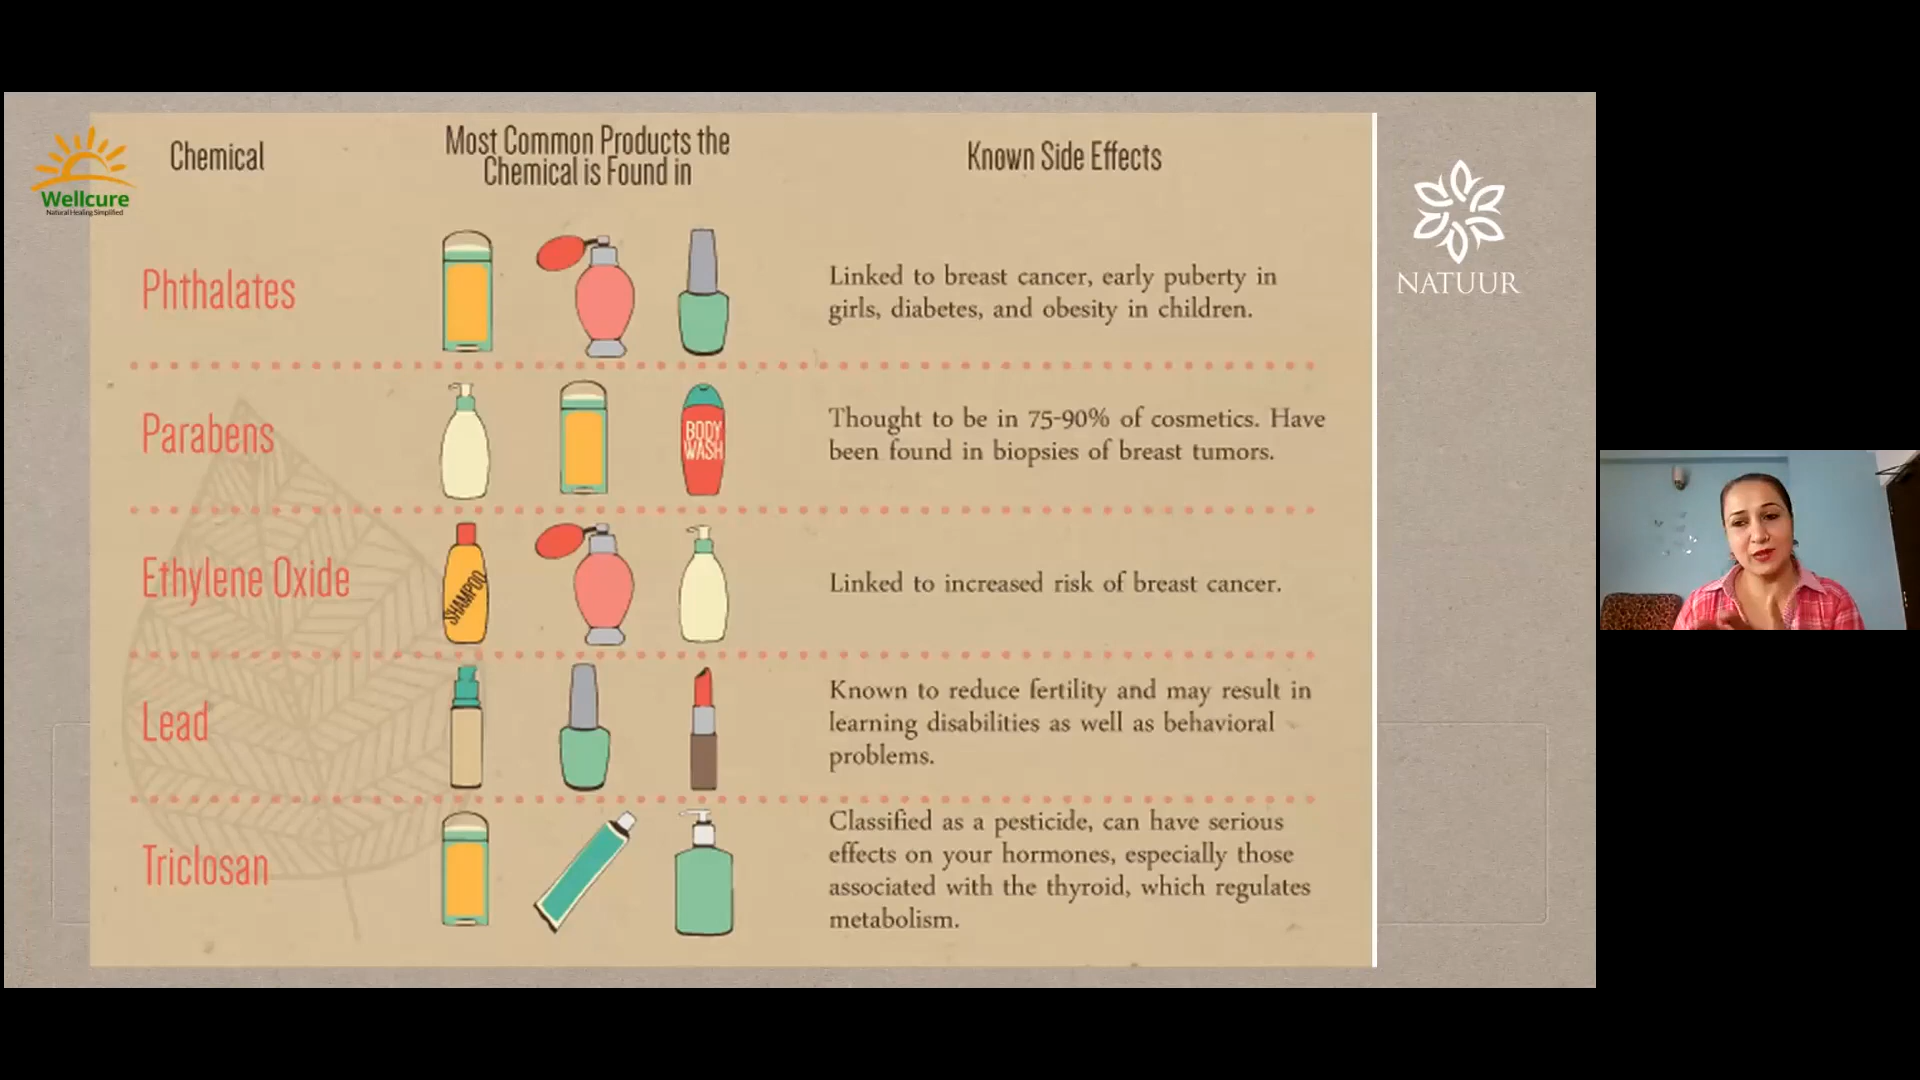 Wellcure
Natural Healing Simplified
Chemical
Most Common Products the
Chemical is Found in
Known Side Effects
NATUUR
Phthalates
Linked to breast cancer, early puberty in
girls, diabetes, and obesity in children.
Parabens
BODY
WASH
Thought to be in 75-90% of cosmetics. Have
been found in biopsies of breast tumors.
Ethylene Oxide
SHAMPOO
Linked to increased risk of breast cancer.
Lead
Known to reduce fertility and may result in
learning disabilities as well as behavioral
problems.
Triclosan
Classified as a pesticide, can have serious
effects on your hormones, especially those
associated with the thyroid, which regulates
metabolism.